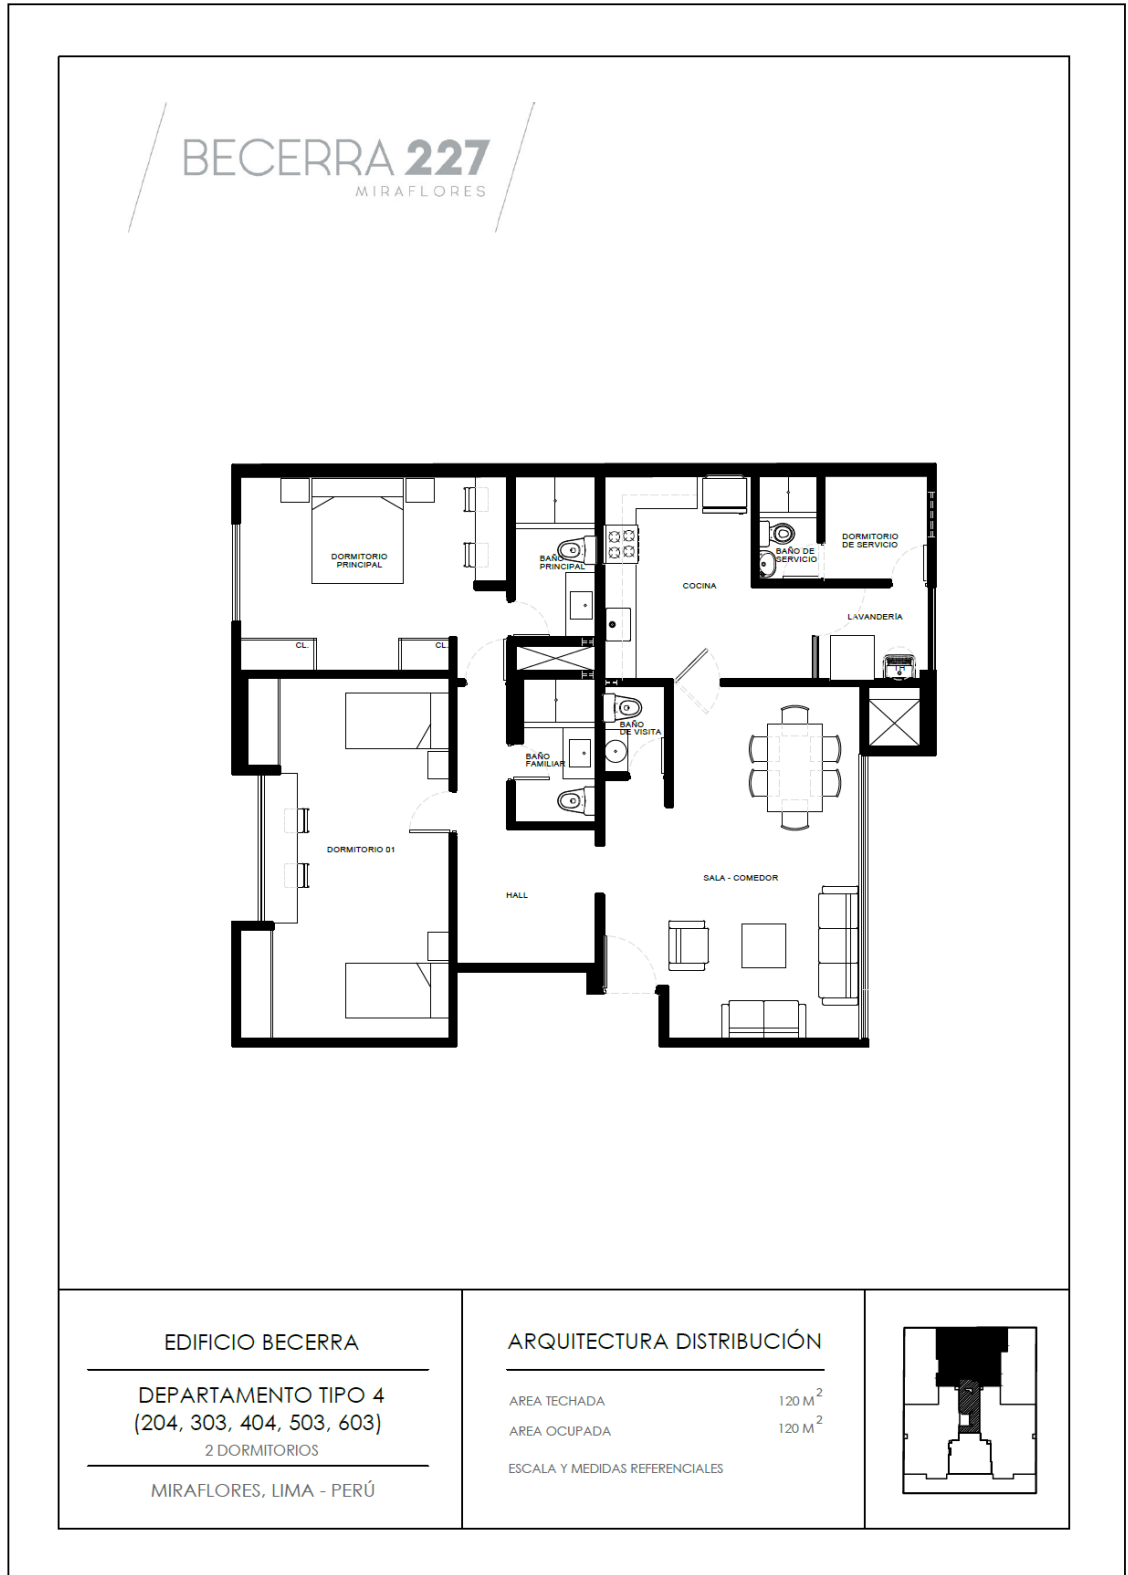 BECERRA 227
MIRAFLORES
DORMITORIO
PRINCIPAL
BAÑO
PRINCIPAL
COCINA
BAÑO DE
SERVICIO
DORMITORIO
DE SERVICIO
LAVANDERÍA
CL.
CL.
TH
BAÑO
DE VISITA
BAÑO
FAMILIAR
DORMITORIO 01
HALL
SALA - COMEDOR
EDIFICIO BECERRA
DEPARTAMENTO TIPO 4
(204, 303, 404, 503, 603)
2 DORMITORIOS
MIRAFLORES, LIMA - PERÚ
ARQUITECTURA DISTRIBUCIÓN
AREA TECHADA 120 M²
AREA OCUPADA 120 M²
ESCALA Y MEDIDAS REFERENCIALES